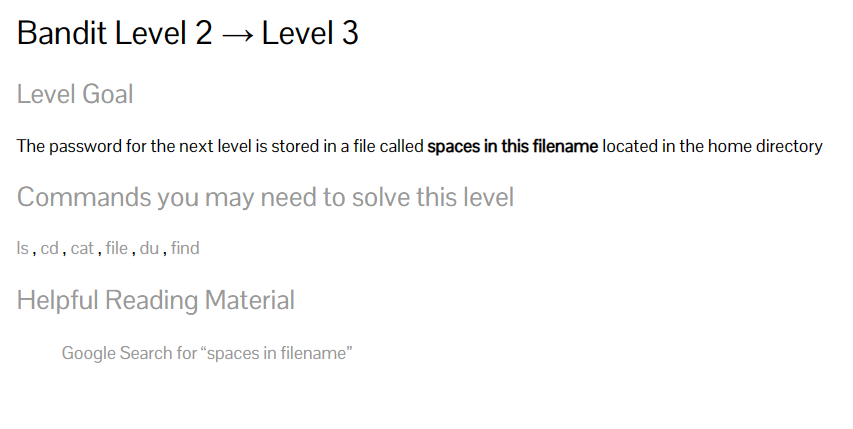 Bandit Level 2 → Level 3
Level Goal
The password for the next level is stored in a file called spaces in this filename located in the home directory
Commands you may need to solve this level
ls , cd , cat , file , du , find
Helpful Reading Material
Google Search for “spaces in filename”